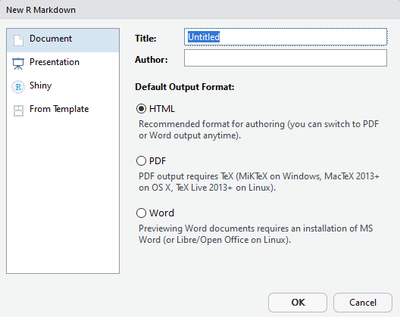 New R Markdown
Document
Presentation
Shiny
From Template
Title: Untitled
Author:
Default Output Format:
HTML
Recommended format for authoring (you can switch to PDF
or Word output anytime).
PDF
PDF output requires TeX (MiKTeX on Windows, MacTeX 2013+
on OS X, TeX Live 2013+ on Linux).
Word
Previewing Word documents requires an installation of MS
Word (or Libre/Open Office on Linux).
OK Cancel